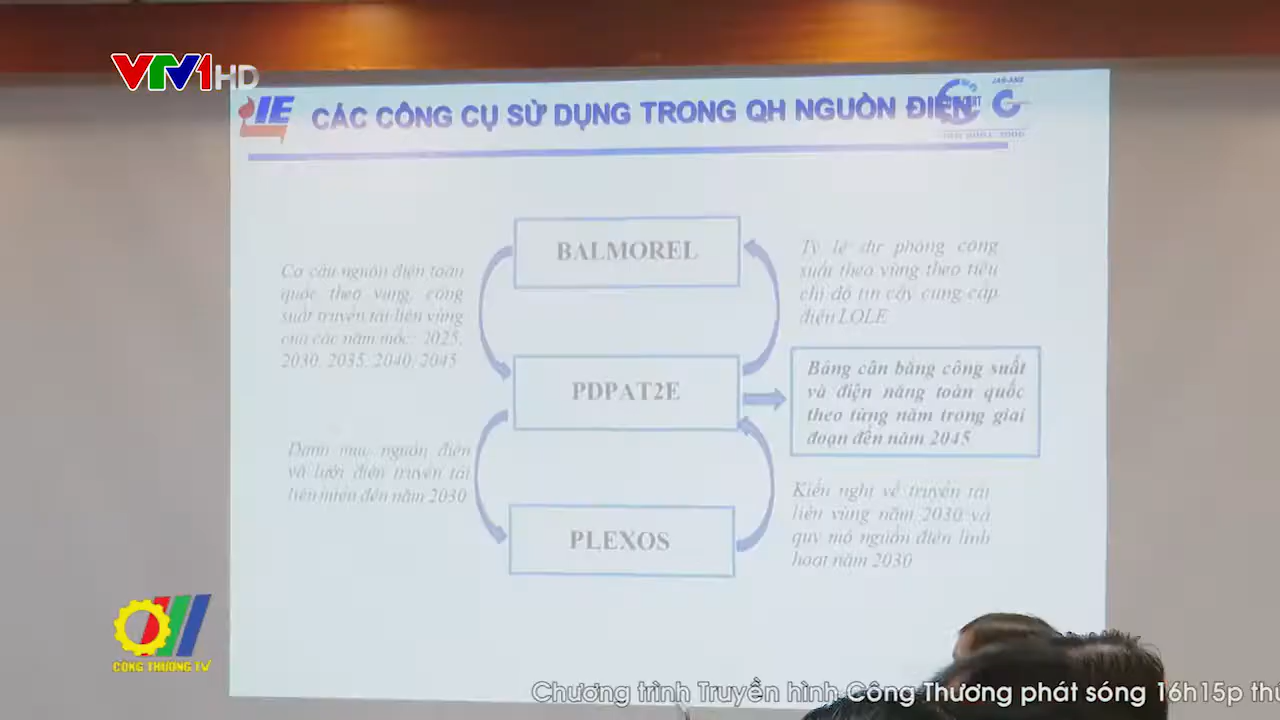 VTV1 HD
IE
CÁC CÔNG CỤ SỬ DỤNG TRONG QH NGUỒN ĐIỆN
JAS-ANZ
BALMOREL
Cơ cấu nguồn điện toàn
quốc theo vùng, công
suất truyền tải liên vùng
của các năm mốc: 2025,
2030, 2035, 2040, 2045
Tỷ lệ dự phòng công
suất theo vùng theo tiêu
chí độ tin cậy cung cấp
điện LOLE
PDPAT2E
Bảng cân bằng công suất
và điện năng toàn quốc
theo từng năm trong giai
đoạn đến năm 2045
Danh mục nguồn điện
và lưới điện truyền tải
liên miền đến năm 2030
PLEXOS
Kiến nghị về truyền tải
liên vùng năm 2030 và
quy mô nguồn điện linh
hoạt năm 2030
CÔNG THƯƠNG TV
Chương trình Truyền hình Công Thương phát sóng 16h15p